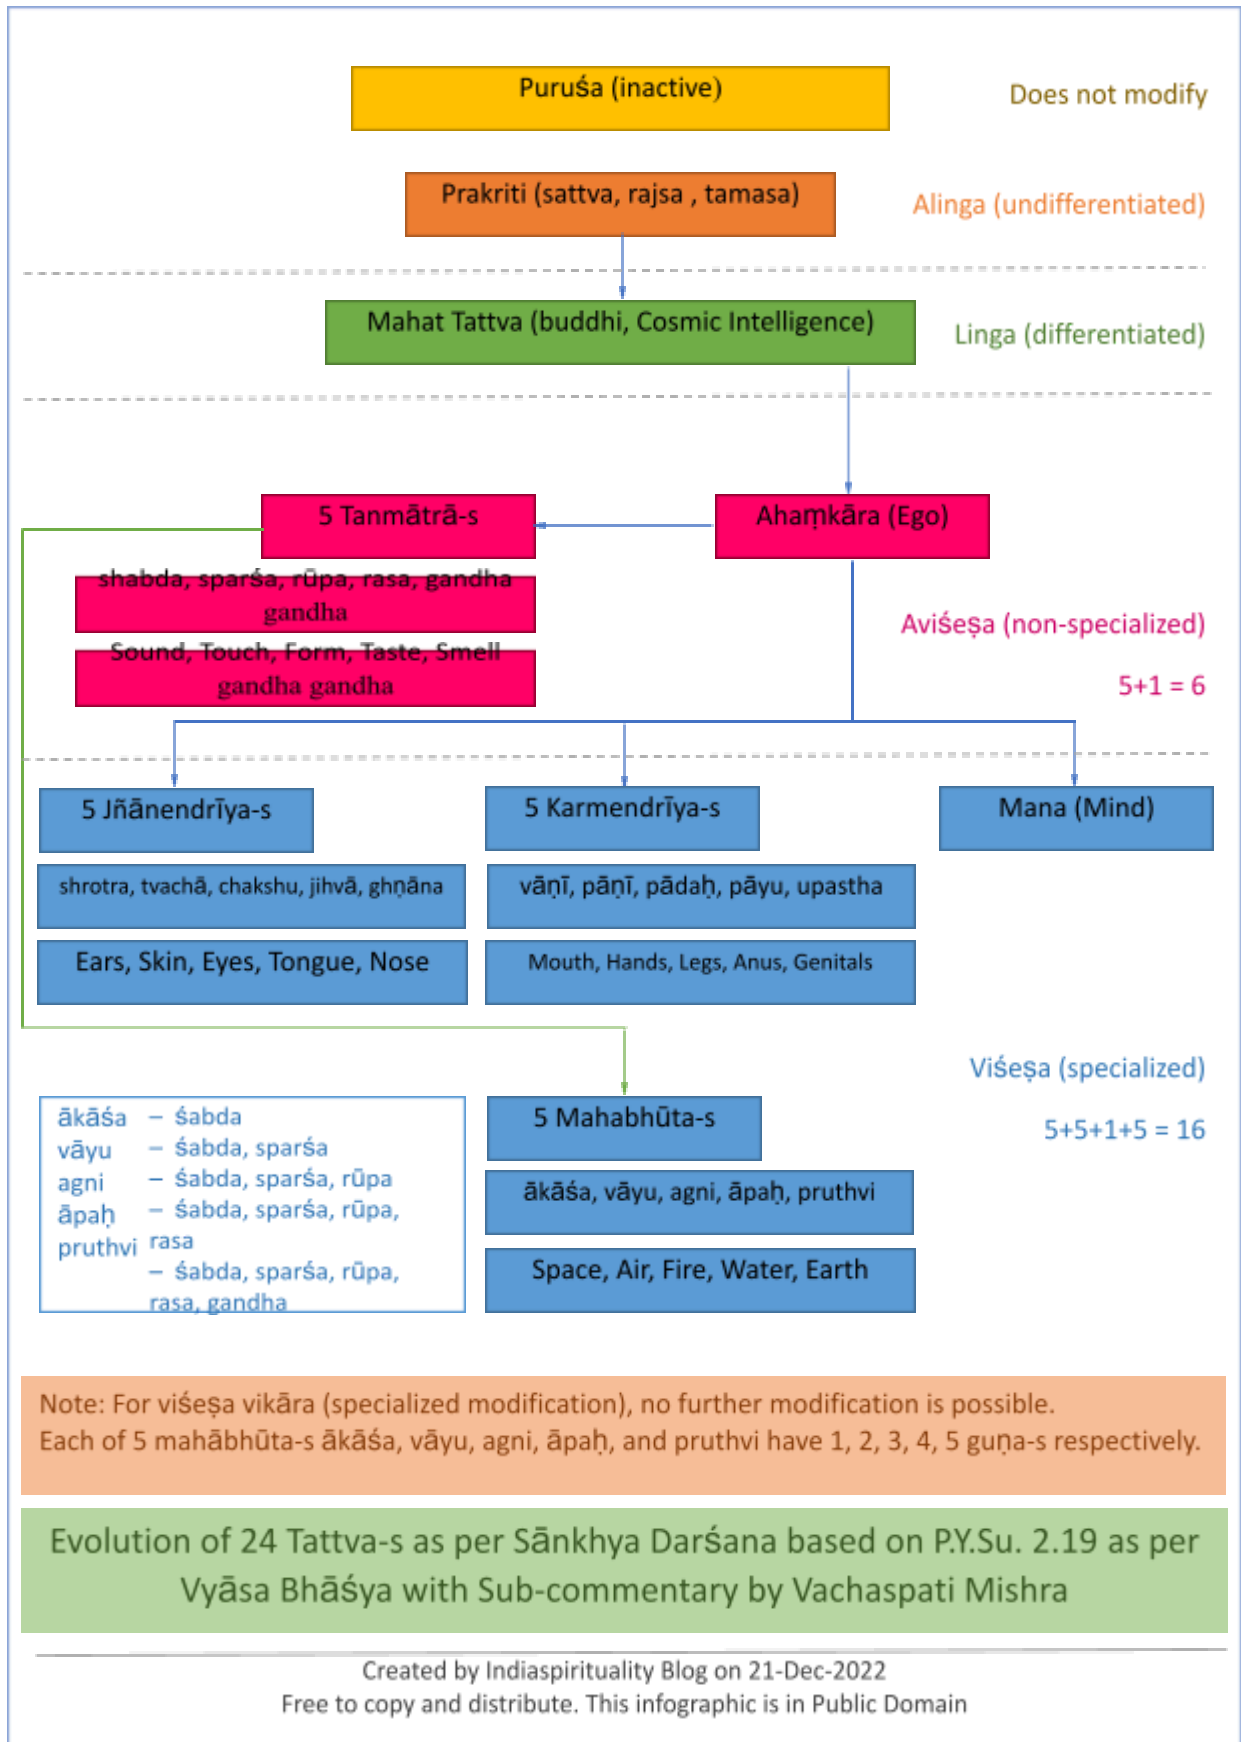 Puruśa (inactive)
Does not modify
Prakriti (sattva, rajsa , tamasa)
Alinga (undifferentiated)
Mahat Tattva (buddhi, Cosmic Intelligence)
Linga (differentiated)
5 Tanmātrā-s
Ahaṃkāra (Ego)
shabda, sparśa, rūpa, rasa, gandha
gandha
Sound, Touch, Form, Taste, Smell
gandha gandha
Aviśeṣa (non-specialized)
5+1 = 6
5 Jñānendrīya-s
5 Karmendrīya-s
Mana (Mind)
shrotra, tvachā, chakshu, jihvā, ghṇāna
vāṇī, pāṇī, pādaḥ, pāyu, upastha
Ears, Skin, Eyes, Tongue, Nose
Mouth, Hands, Legs, Anus, Genitals
Viśeṣa (specialized)
5+5+1+5 = 16
ākāśa – śabda
vāyu – śabda, sparśa
agni – śabda, sparśa, rūpa
āpaḥ – śabda, sparśa, rūpa,
pruthvi rasa
– śabda, sparśa, rūpa,
rasa, gandha
5 Mahabhūta-s
ākāśa, vāyu, agni, āpaḥ, pruthvi
Space, Air, Fire, Water, Earth
Note: For viśeṣa vikāra (specialized modification), no further modification is possible.
Each of 5 mahābhūta-s ākāśa, vāyu, agni, āpaḥ, and pruthvi have 1, 2, 3, 4, 5 guṇa-s respectively.
Evolution of 24 Tattva-s as per Sānkhya Darśana based on P.Y.Su. 2.19 as per
Vyāsa Bhāśya with Sub-commentary by Vachaspati Mishra
Created by Indiaspirituality Blog on 21-Dec-2022
Free to copy and distribute. This infographic is in Public Domain